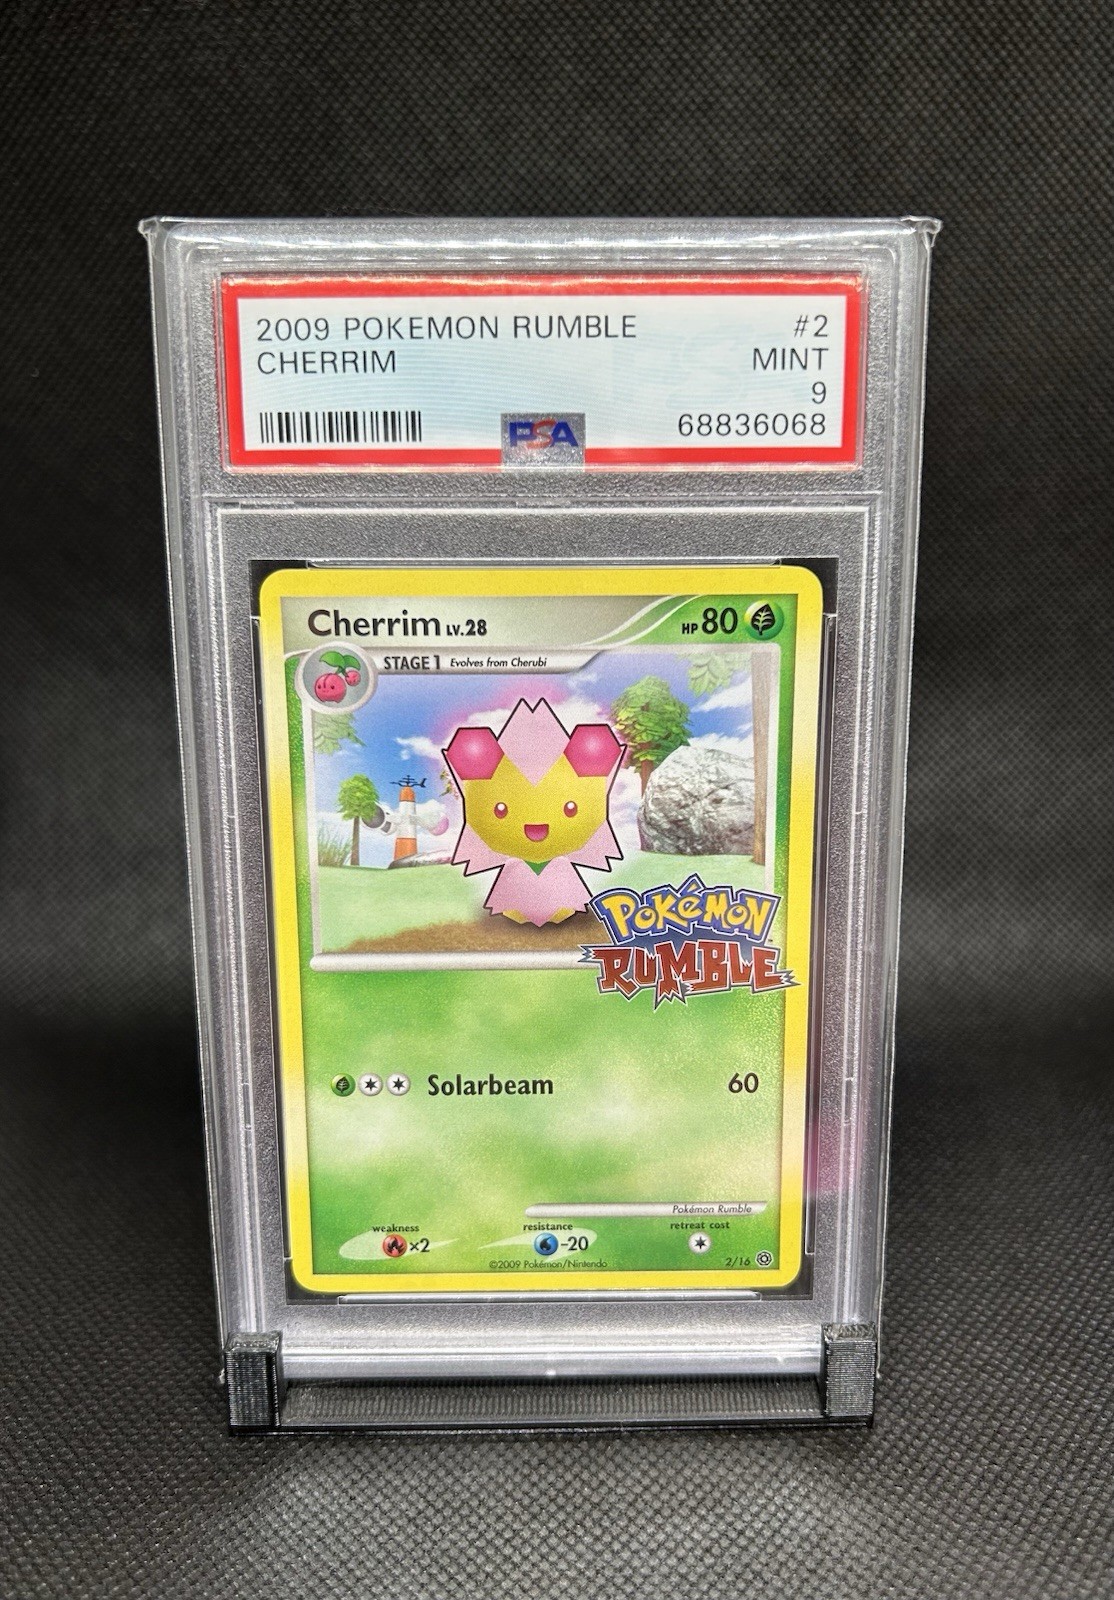 2009 POKEMON RUMBLE #2
CHERRIM MINT
9
68836068
PSA
Cherrim LV.28 HP 80
STAGE 1 Evolves from Cherubi
POKéMON
RUMBLE
Solarbeam 60
Pokémon Rumble
weakness resistance retreat cost
×2 -20
©2009 Pokémon/Nintendo 2/16